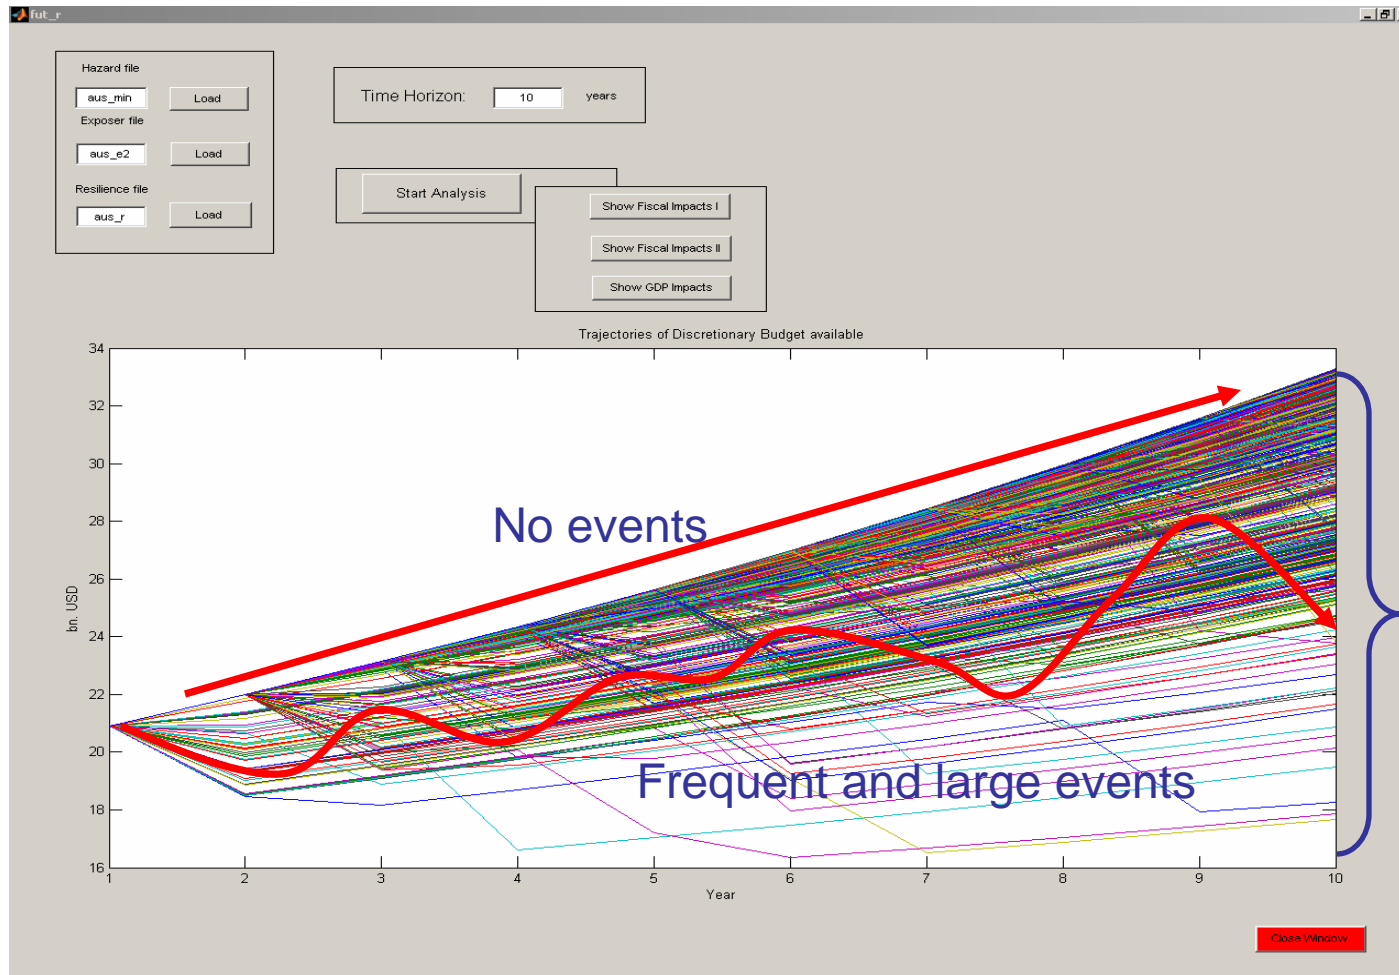 fut_r
Hazard file
aus_min
Load
Exposer file
aus_e2
Load
Resilience file
aus_r
Load
Time Horizon: 10 years
Start Analysis
Show Fiscal Impacts I
Show Fiscal Impacts II
Show GDP Impacts
Trajectories of Discretionary Budget available
34
32
30
28
26
24
22
20
18
16
bn. USD
No events
Frequent and large events
1 2 3 4 5 6 7 8 9 10
Year
Close Window